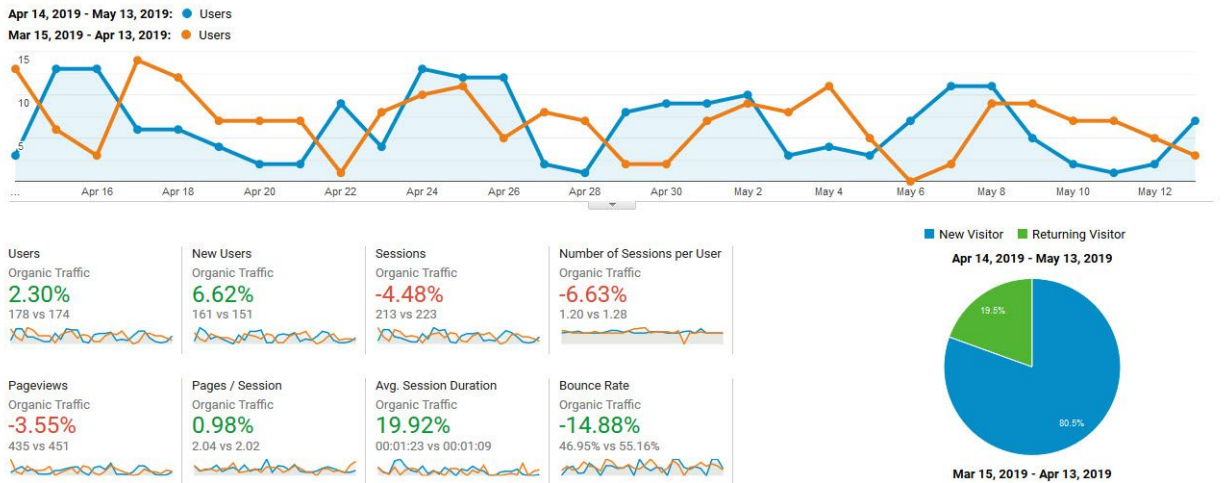 Apr 14, 2019 - May 13, 2019: Users
Mar 15, 2019 - Apr 13, 2019: Users
15
10
5
... Apr 16 Apr 18 Apr 20 Apr 22 Apr 24 Apr 26 Apr 28 Apr 30 May 2 May 4 May 6 May 8 May 10 May 12
New Visitor Returning Visitor
Apr 14, 2019 - May 13, 2019
Users New Users Sessions Number of Sessions per User
Organic Traffic Organic Traffic Organic Traffic Organic Traffic
2.30% 6.62% -4.48% -6.63%
178 vs 174 161 vs 151 213 vs 223 1.20 vs 1.28
19.5%
Pageviews Pages / Session Avg. Session Duration Bounce Rate
Organic Traffic Organic Traffic Organic Traffic Organic Traffic
-3.55% 0.98% 19.92% -14.88%
435 vs 451 2.04 vs 2.02 00:01:23 vs 00:01:09 46.95% vs 55.16%
80.5%
Mar 15, 2019 - Apr 13, 2019